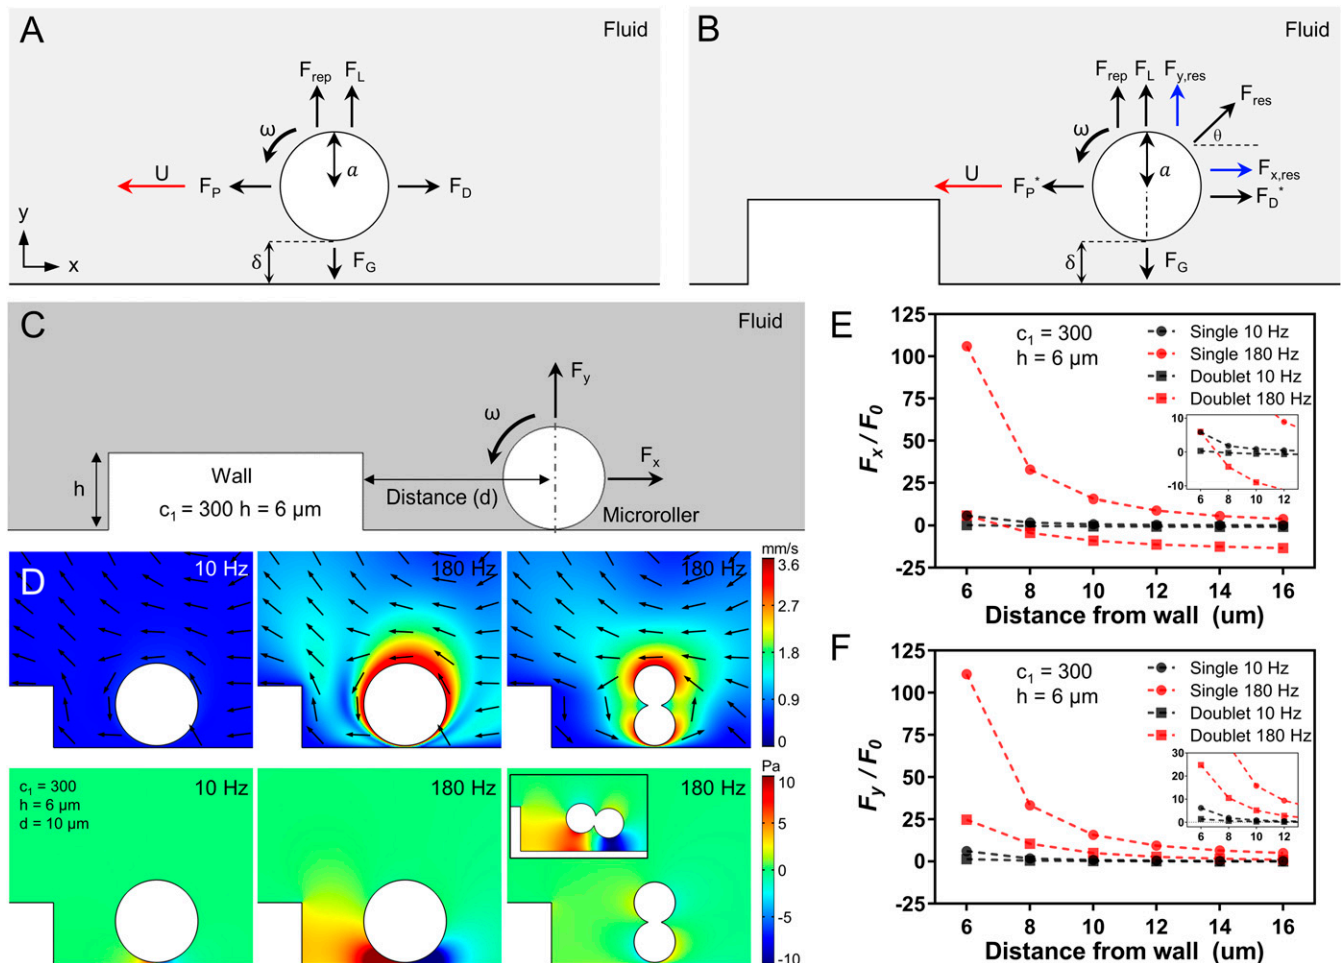 A
Fluid
F_rep F_L
ω
a
U F_P F_D
y
x
δ F_G
B
Fluid
F_rep F_L F_y,res
F_res
ω θ
a
U F_P* F_x,res
F_D*
δ F_G
C
Fluid
F_y
ω
Wall
h
F_x
Distance (d)
c₁ = 300 h = 6 µm
Microroller
D
10 Hz
180 Hz
180 Hz
mm/s
3.6
2.7
1.8
0.9
0
c₁ = 300
h = 6 µm
d = 10 µm
10 Hz
180 Hz
180 Hz
Pa
10
5
0
-5
-10
E
F_x / F_0
125
100
75
50
25
0
-25
c₁ = 300
h = 6 µm
Single 10 Hz
Single 180 Hz
Doublet 10 Hz
Doublet 180 Hz
10
0
-10
6 8 10 12
6 8 10 12 14 16
Distance from wall (um)
F
F_y / F_0
125
100
75
50
25
0
-25
c₁ = 300
h = 6 µm
Single 10 Hz
Single 180 Hz
Doublet 10 Hz
Doublet 180 Hz
30
20
10
0
6 8 10 12
6 8 10 12 14 16
Distance from wall (um)